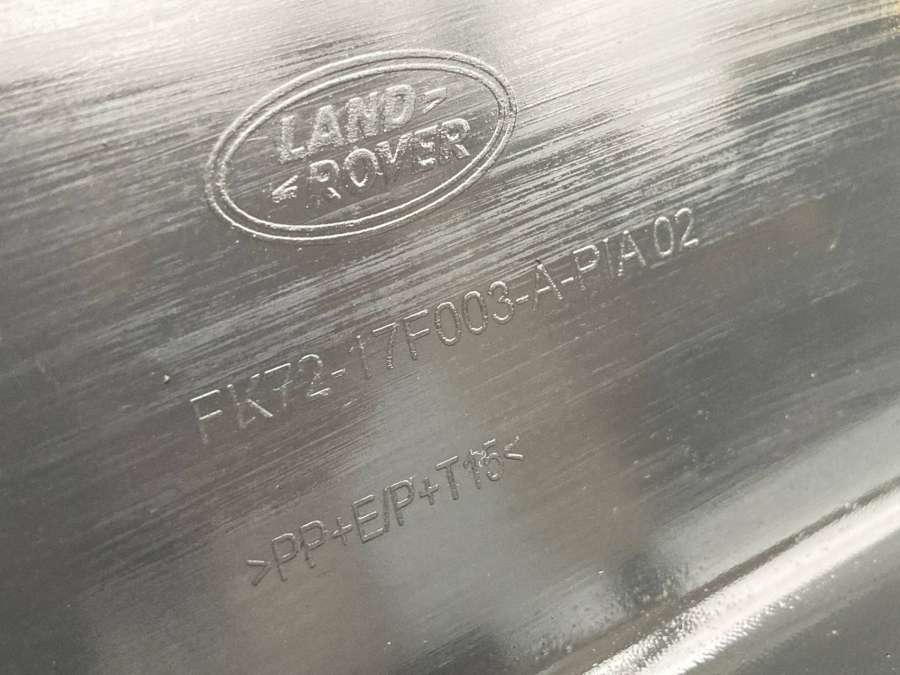 LAND
ROVER
FK72-17F003-A-PIA 02
>PP+E/P+T15<